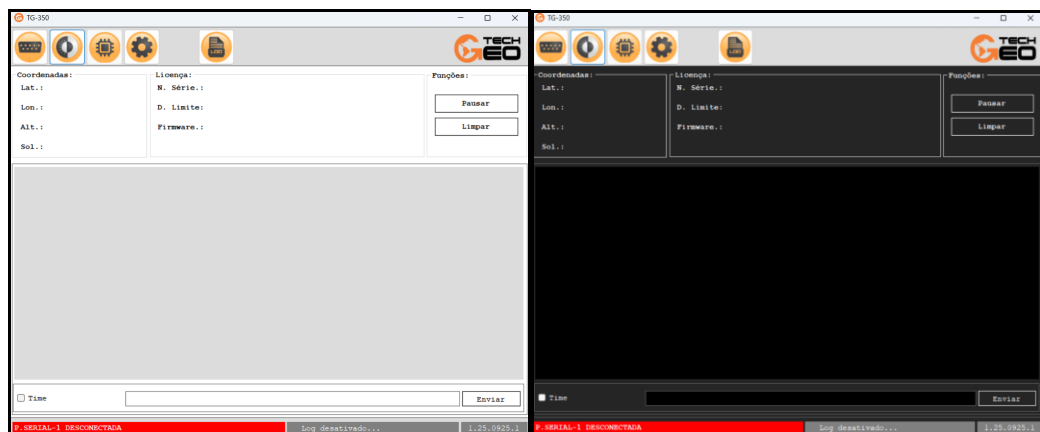 TG-350
TECH
GEO
LOG
Coordenadas:
Licença:
Funções:
Lat.:
N. Série.:
Lon.:
D. Limite:
Pausar
Alt.:
Firmware.:
Limpar
Sol.:
Time
Enviar
P.SERIAL-1 DESCONECTADA
Log desativado...
1.25.0925.1
TG-350
TECH
GEO
LOG
Coordenadas:
Licença:
Funções:
Lat.:
N. Série.:
Lon.:
D. Limite:
Pausar
Alt.:
Firmware.:
Limpar
Sol.:
Time
Enviar
P.SERIAL-1 DESCONECTADA
Log desativado...
1.25.0925.1